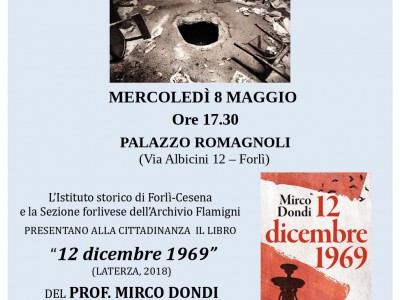 MERCOLEDÌ 8 MAGGIO
Ore 17.30
PALAZZO ROMAGNOLI
(Via Albicini 12 – Forlì)
L'Istituto storico di Forlì-Cesena
e la Sezione forlivese dell'Archivio Flamigni
PRESENTANO ALLA CITTADINANZA IL LIBRO
"12 dicembre 1969"
(LATERZA, 2018)
DEL PROF. MIRCO DONDI
Mirco
Dondi
12
dicembre
1969